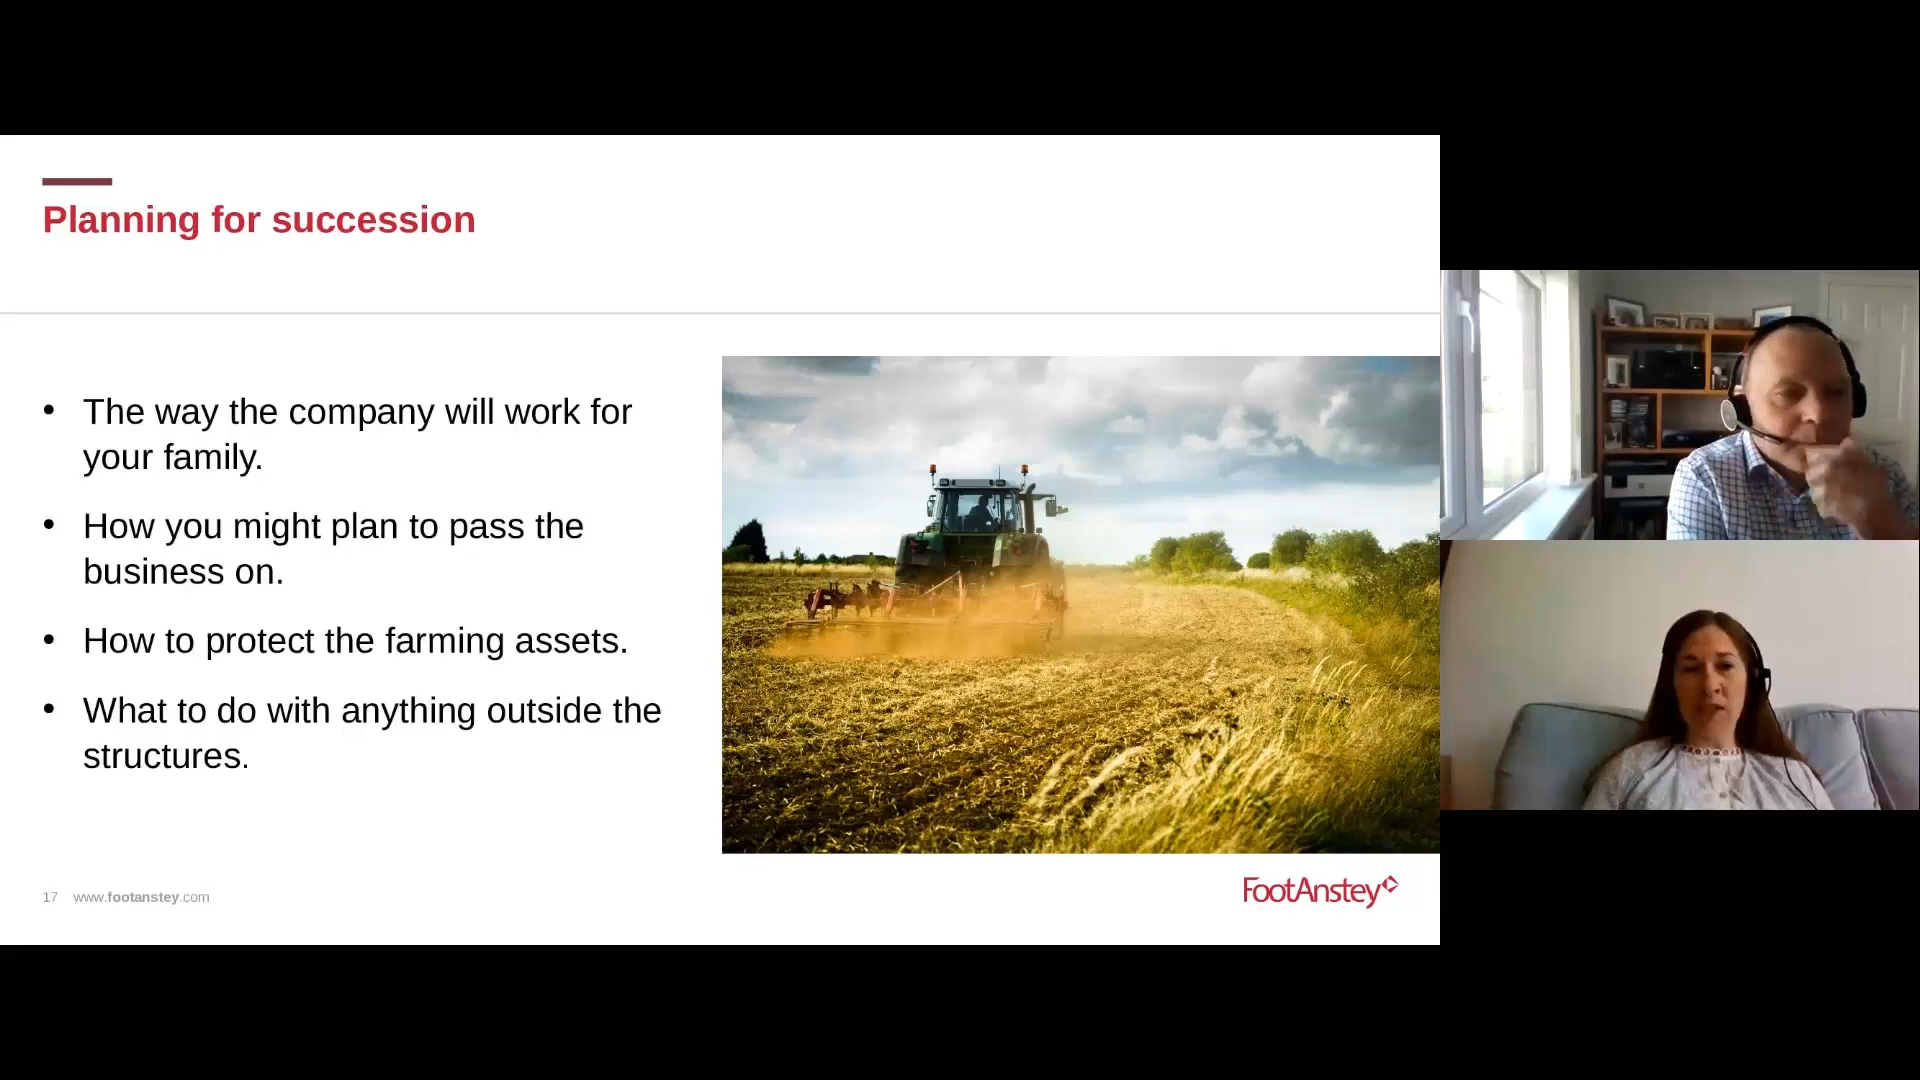 Planning for succession
• The way the company will work for
your family.
• How you might plan to pass the
business on.
• How to protect the farming assets.
• What to do with anything outside the
structures.
17 www.footanstey.com
FootAnstey